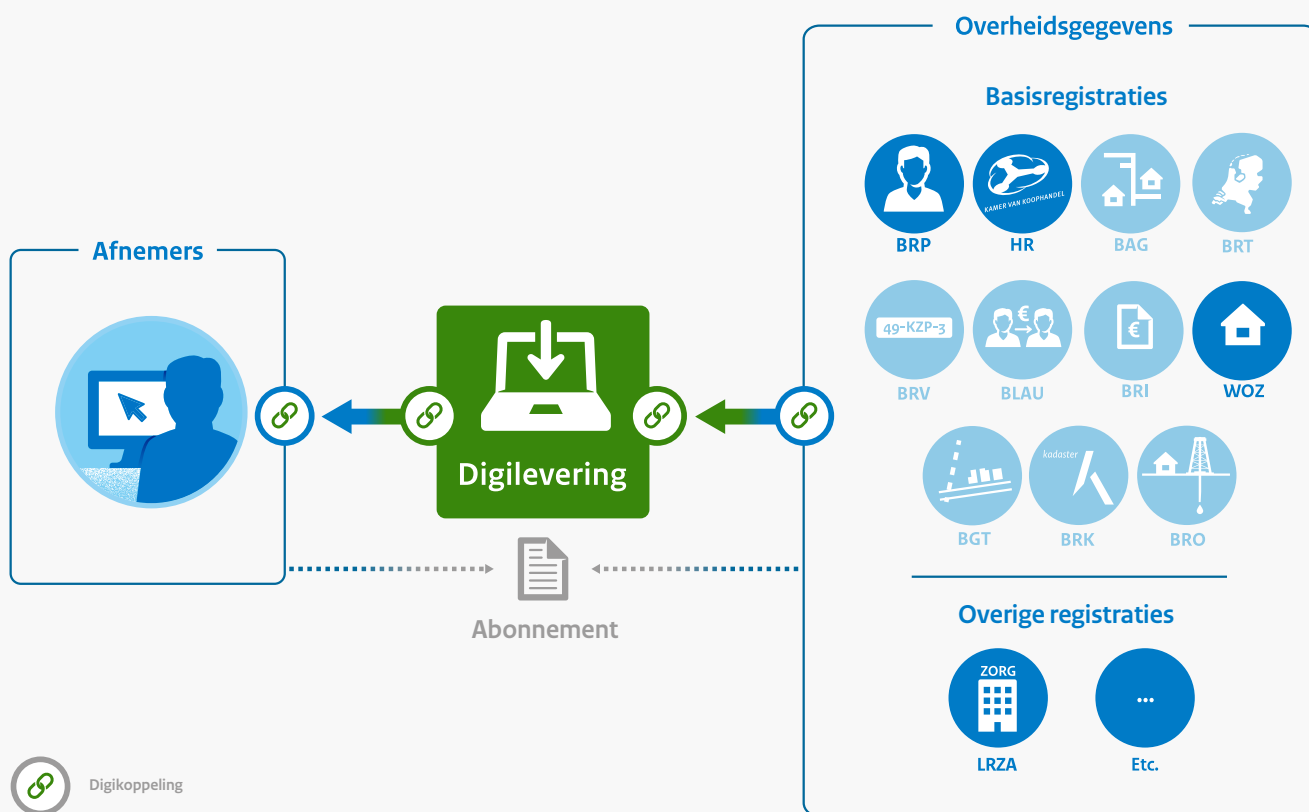 Overheidsgegevens
Basisregistraties
KAMER VAN KOOPHANDEL
BRP
HR
BAG
BRT
Afnemers
49-KZP-3
€
€
BRV
BLAU
BRI
WOZ
Digilevering
kadaster
BGT
BRK
BRO
Abonnement
Overige registraties
ZORG
...
LRZA
Etc.
Digikoppeling